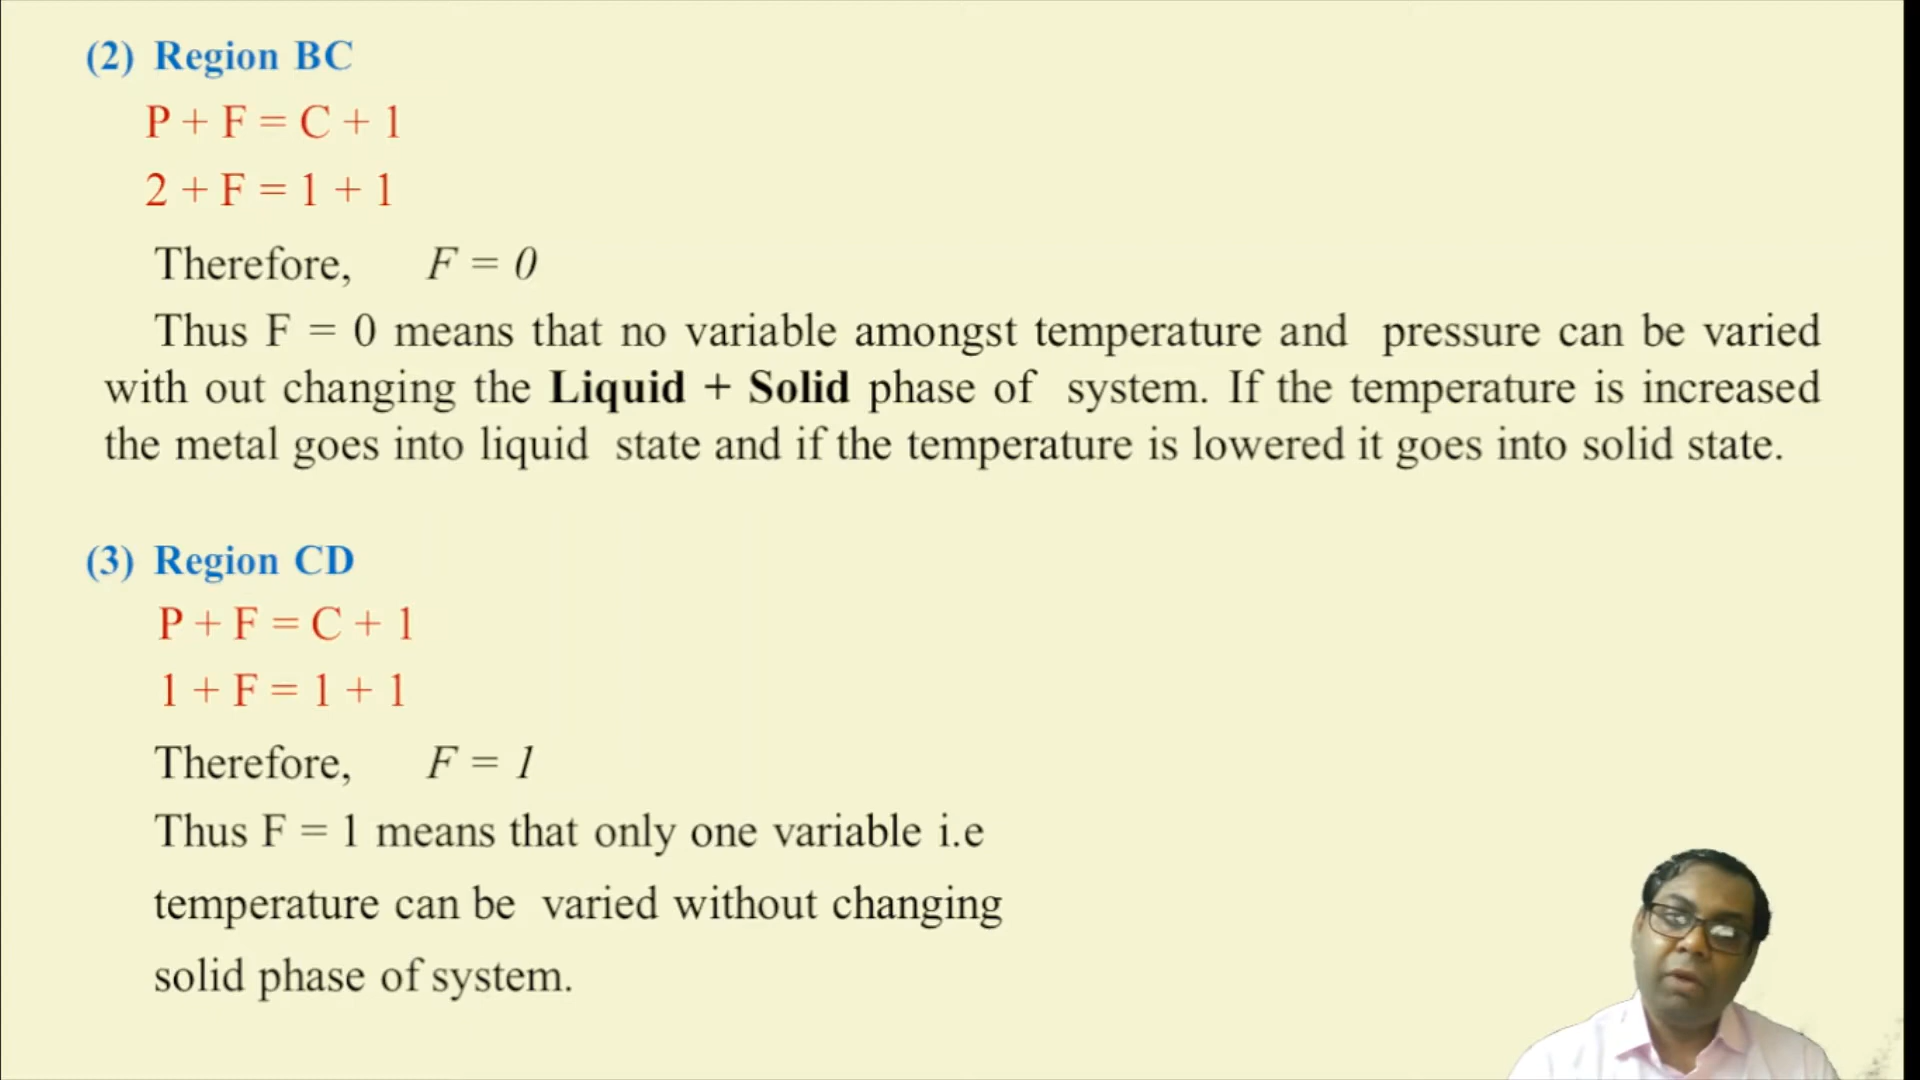 (2) Region BC
P + F = C + 1
2 + F = 1 + 1
Therefore, F = 0
Thus F = 0 means that no variable amongst temperature and pressure can be varied
with out changing the Liquid + Solid phase of system. If the temperature is increased
the metal goes into liquid state and if the temperature is lowered it goes into solid state.
(3) Region CD
P + F = C + 1
1 + F = 1 + 1
Therefore, F = 1
Thus F = 1 means that only one variable i.e
temperature can be varied without changing
solid phase of system.